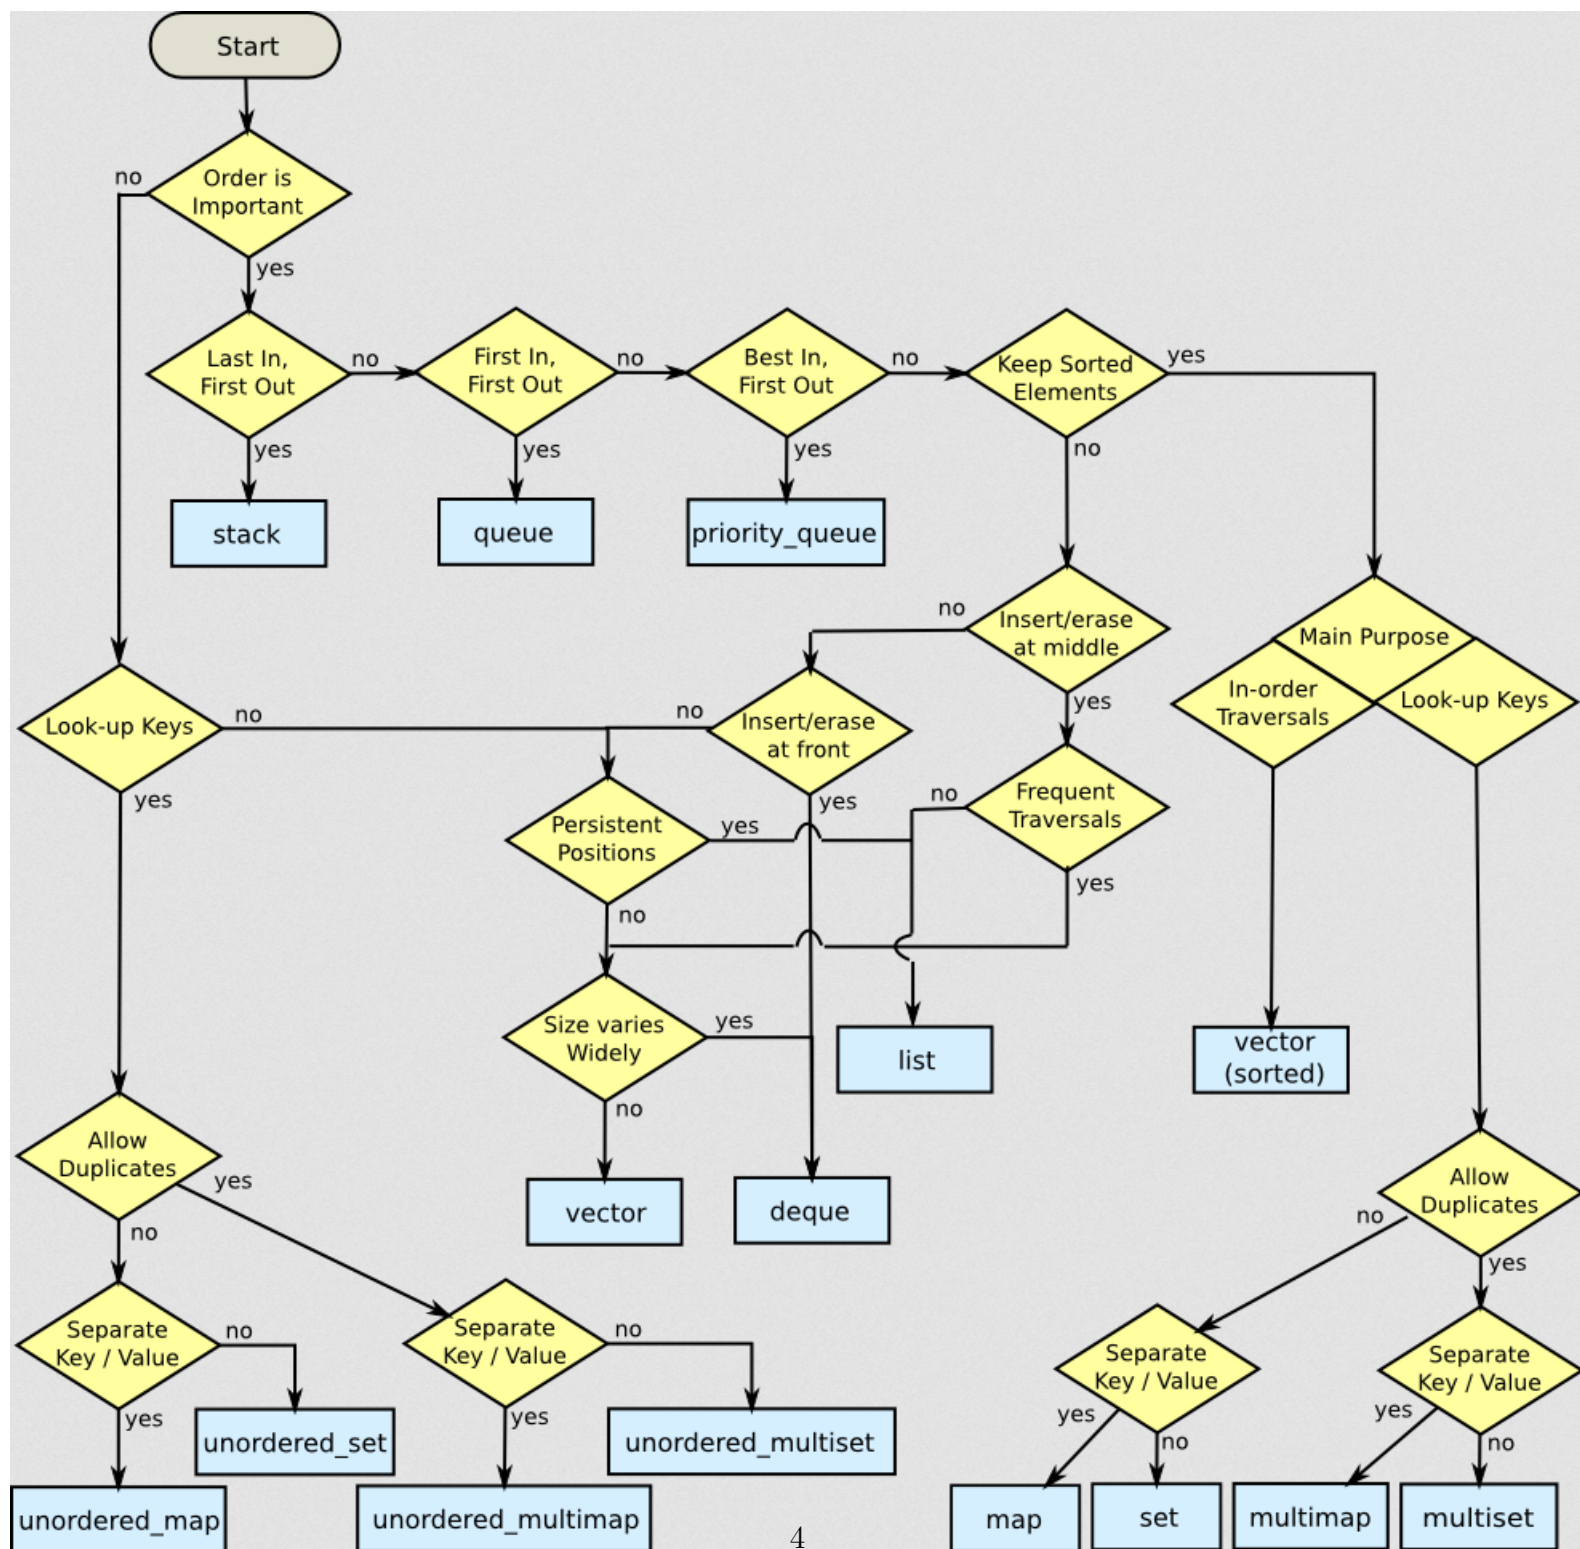 Start
Order is
Important
no
yes
Last In,
First Out
no
First In,
First Out
no
Best In,
First Out
no
Keep Sorted
Elements
yes
yes
yes
yes
no
stack
queue
priority_queue
no
Insert/erase
at middle
Main Purpose
In-order
Traversals
Look-up Keys
yes
Look-up Keys
no
no
Insert/erase
at front
yes
yes
Persistent
Positions
yes
no
Frequent
Traversals
yes
no
Size varies
Widely
yes
no
list
vector
(sorted)
Allow
Duplicates
yes
no
vector
deque
Allow
Duplicates
no
yes
Separate
Key / Value
no
yes
Separate
Key / Value
no
yes
Separate
Key / Value
yes
no
Separate
Key / Value
yes
no
unordered_set
unordered_multiset
unordered_map
unordered_multimap
map
set
multimap
multiset
4